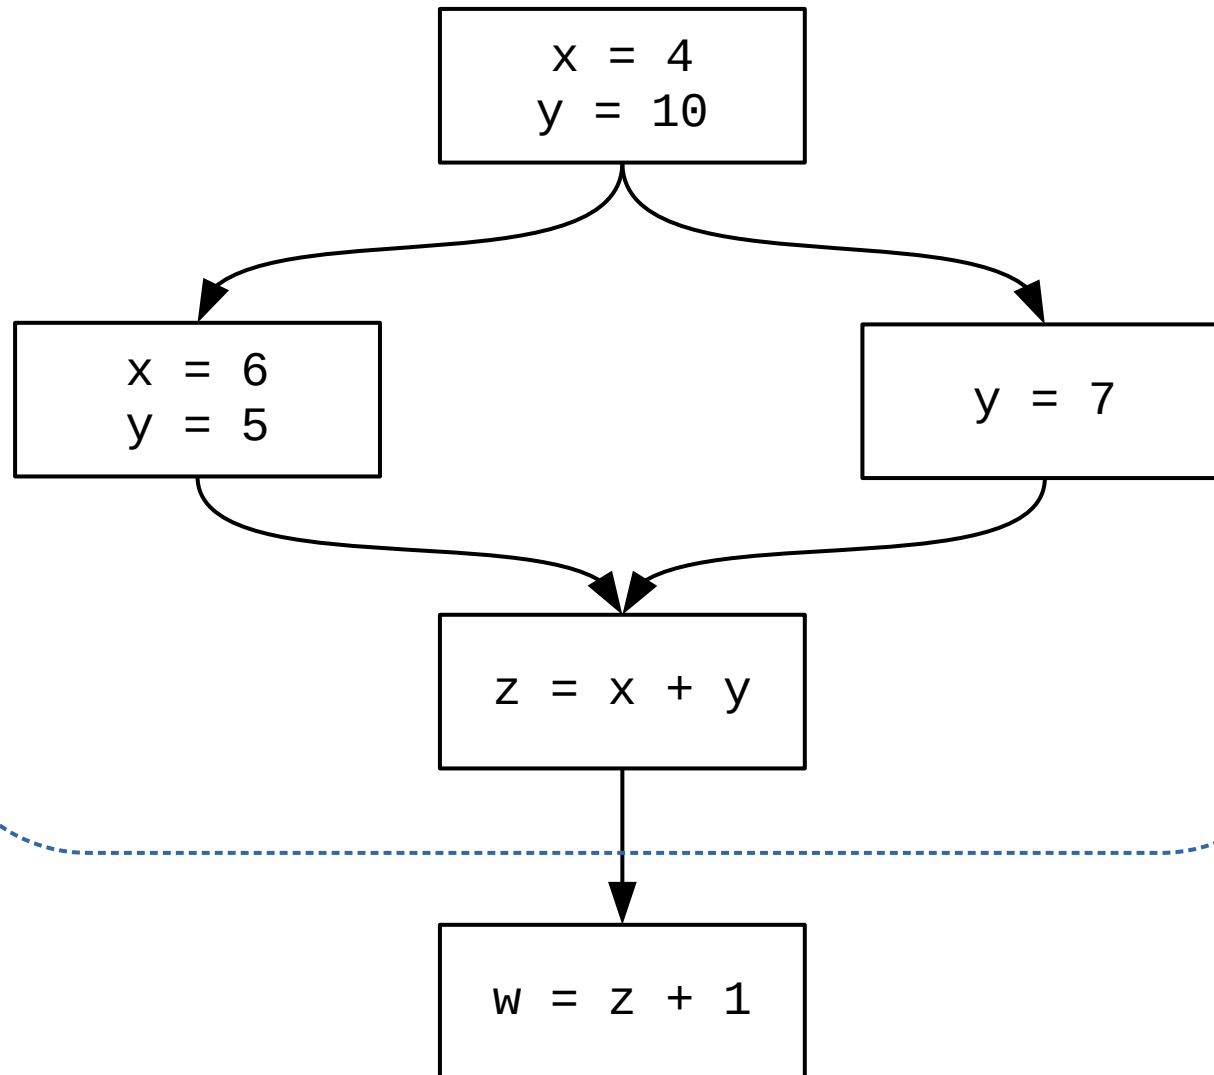 x = 4
y = 10
x = 6
y = 5
y = 7
z = x + y
w = z + 1